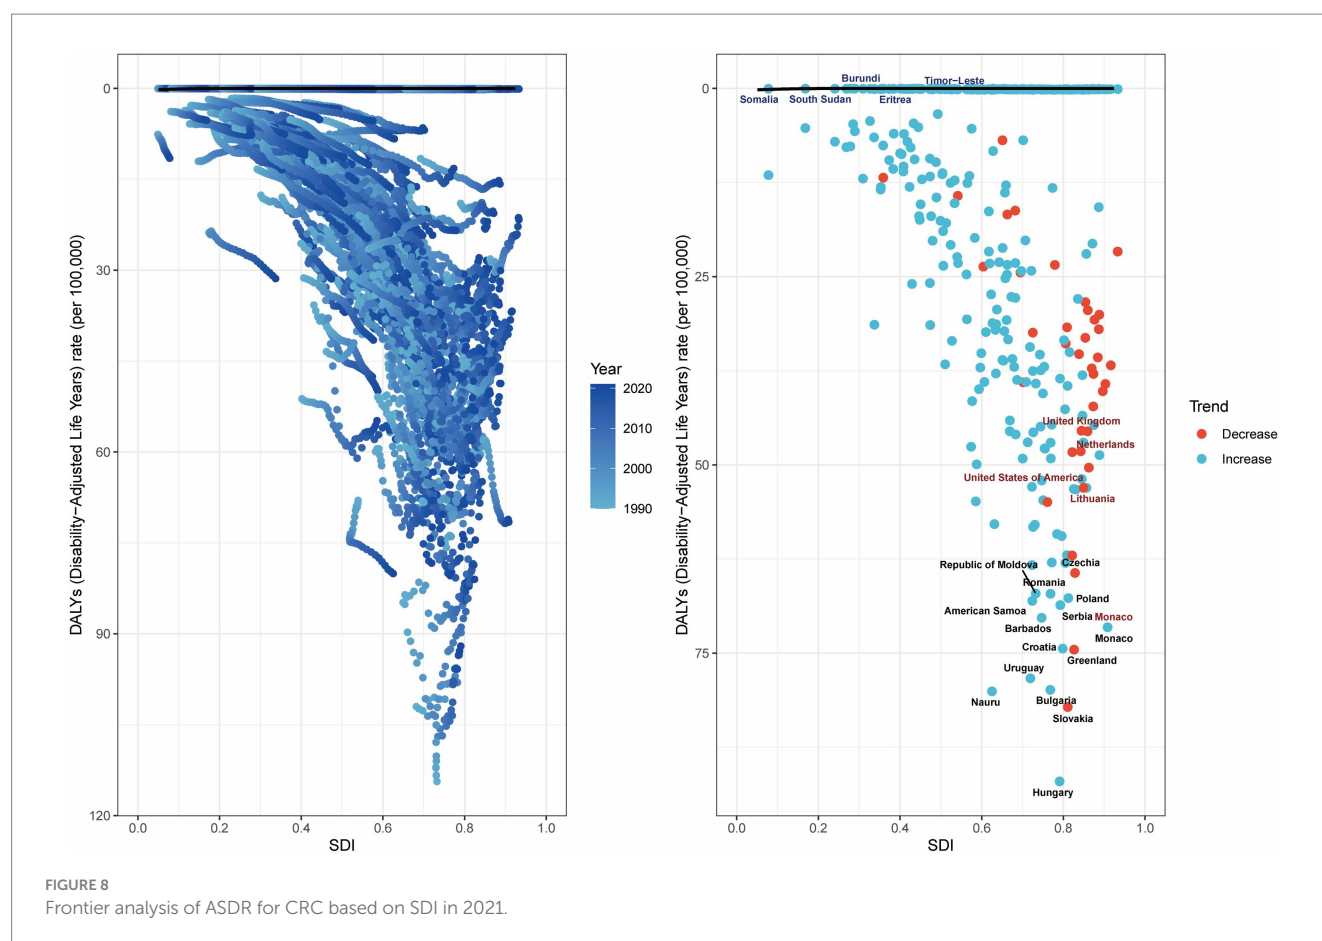 DALYs (Disability−Adjusted Life Years) rate (per 100,000)
0
30
60
90
120
0.0
0.2
0.4
0.6
0.8
1.0
SDI
Year
2020
2010
2000
1990
DALYs (Disability−Adjusted Life Years) rate (per 100,000)
0
25
50
75
Burundi
Timor−Leste
Somalia
South Sudan
Eritrea
United Kingdom
Netherlands
United States of America
Lithuania
Republic of Moldova
Czechia
Romania
Poland
American Samoa
Serbia
Monaco
Barbados
Monaco
Croatia
Greenland
Uruguay
Nauru
Bulgaria
Slovakia
Hungary
0.0
0.2
0.4
0.6
0.8
1.0
SDI
Trend
Decrease
Increase
FIGURE 8
Frontier analysis of ASDR for CRC based on SDI in 2021.